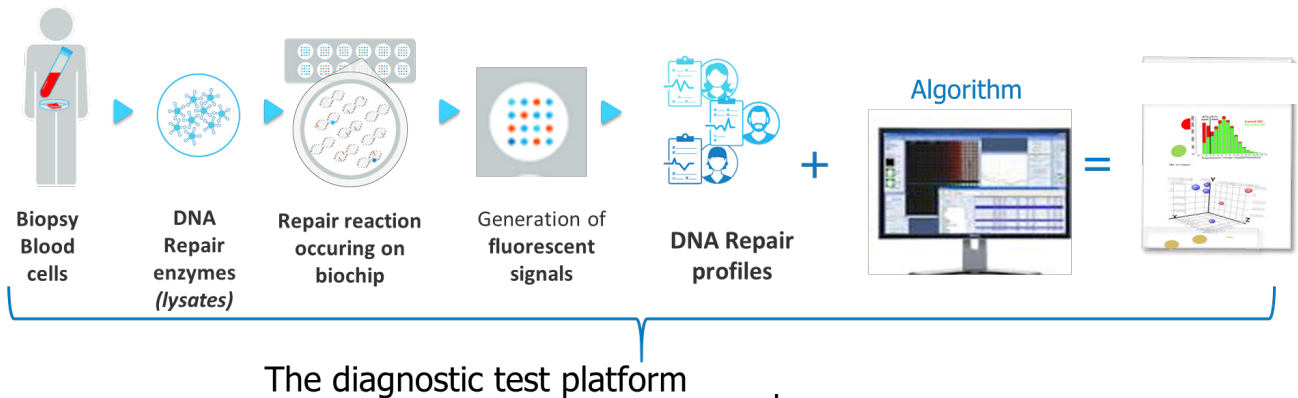 Algorithm
Biopsy
Blood
cells
DNA
Repair
enzymes
(lysates)
Repair reaction
occuring on
biochip
Generation of
fluorescent
signals
DNA Repair
profiles
+
=
Y
X
Z
The diagnostic test platform